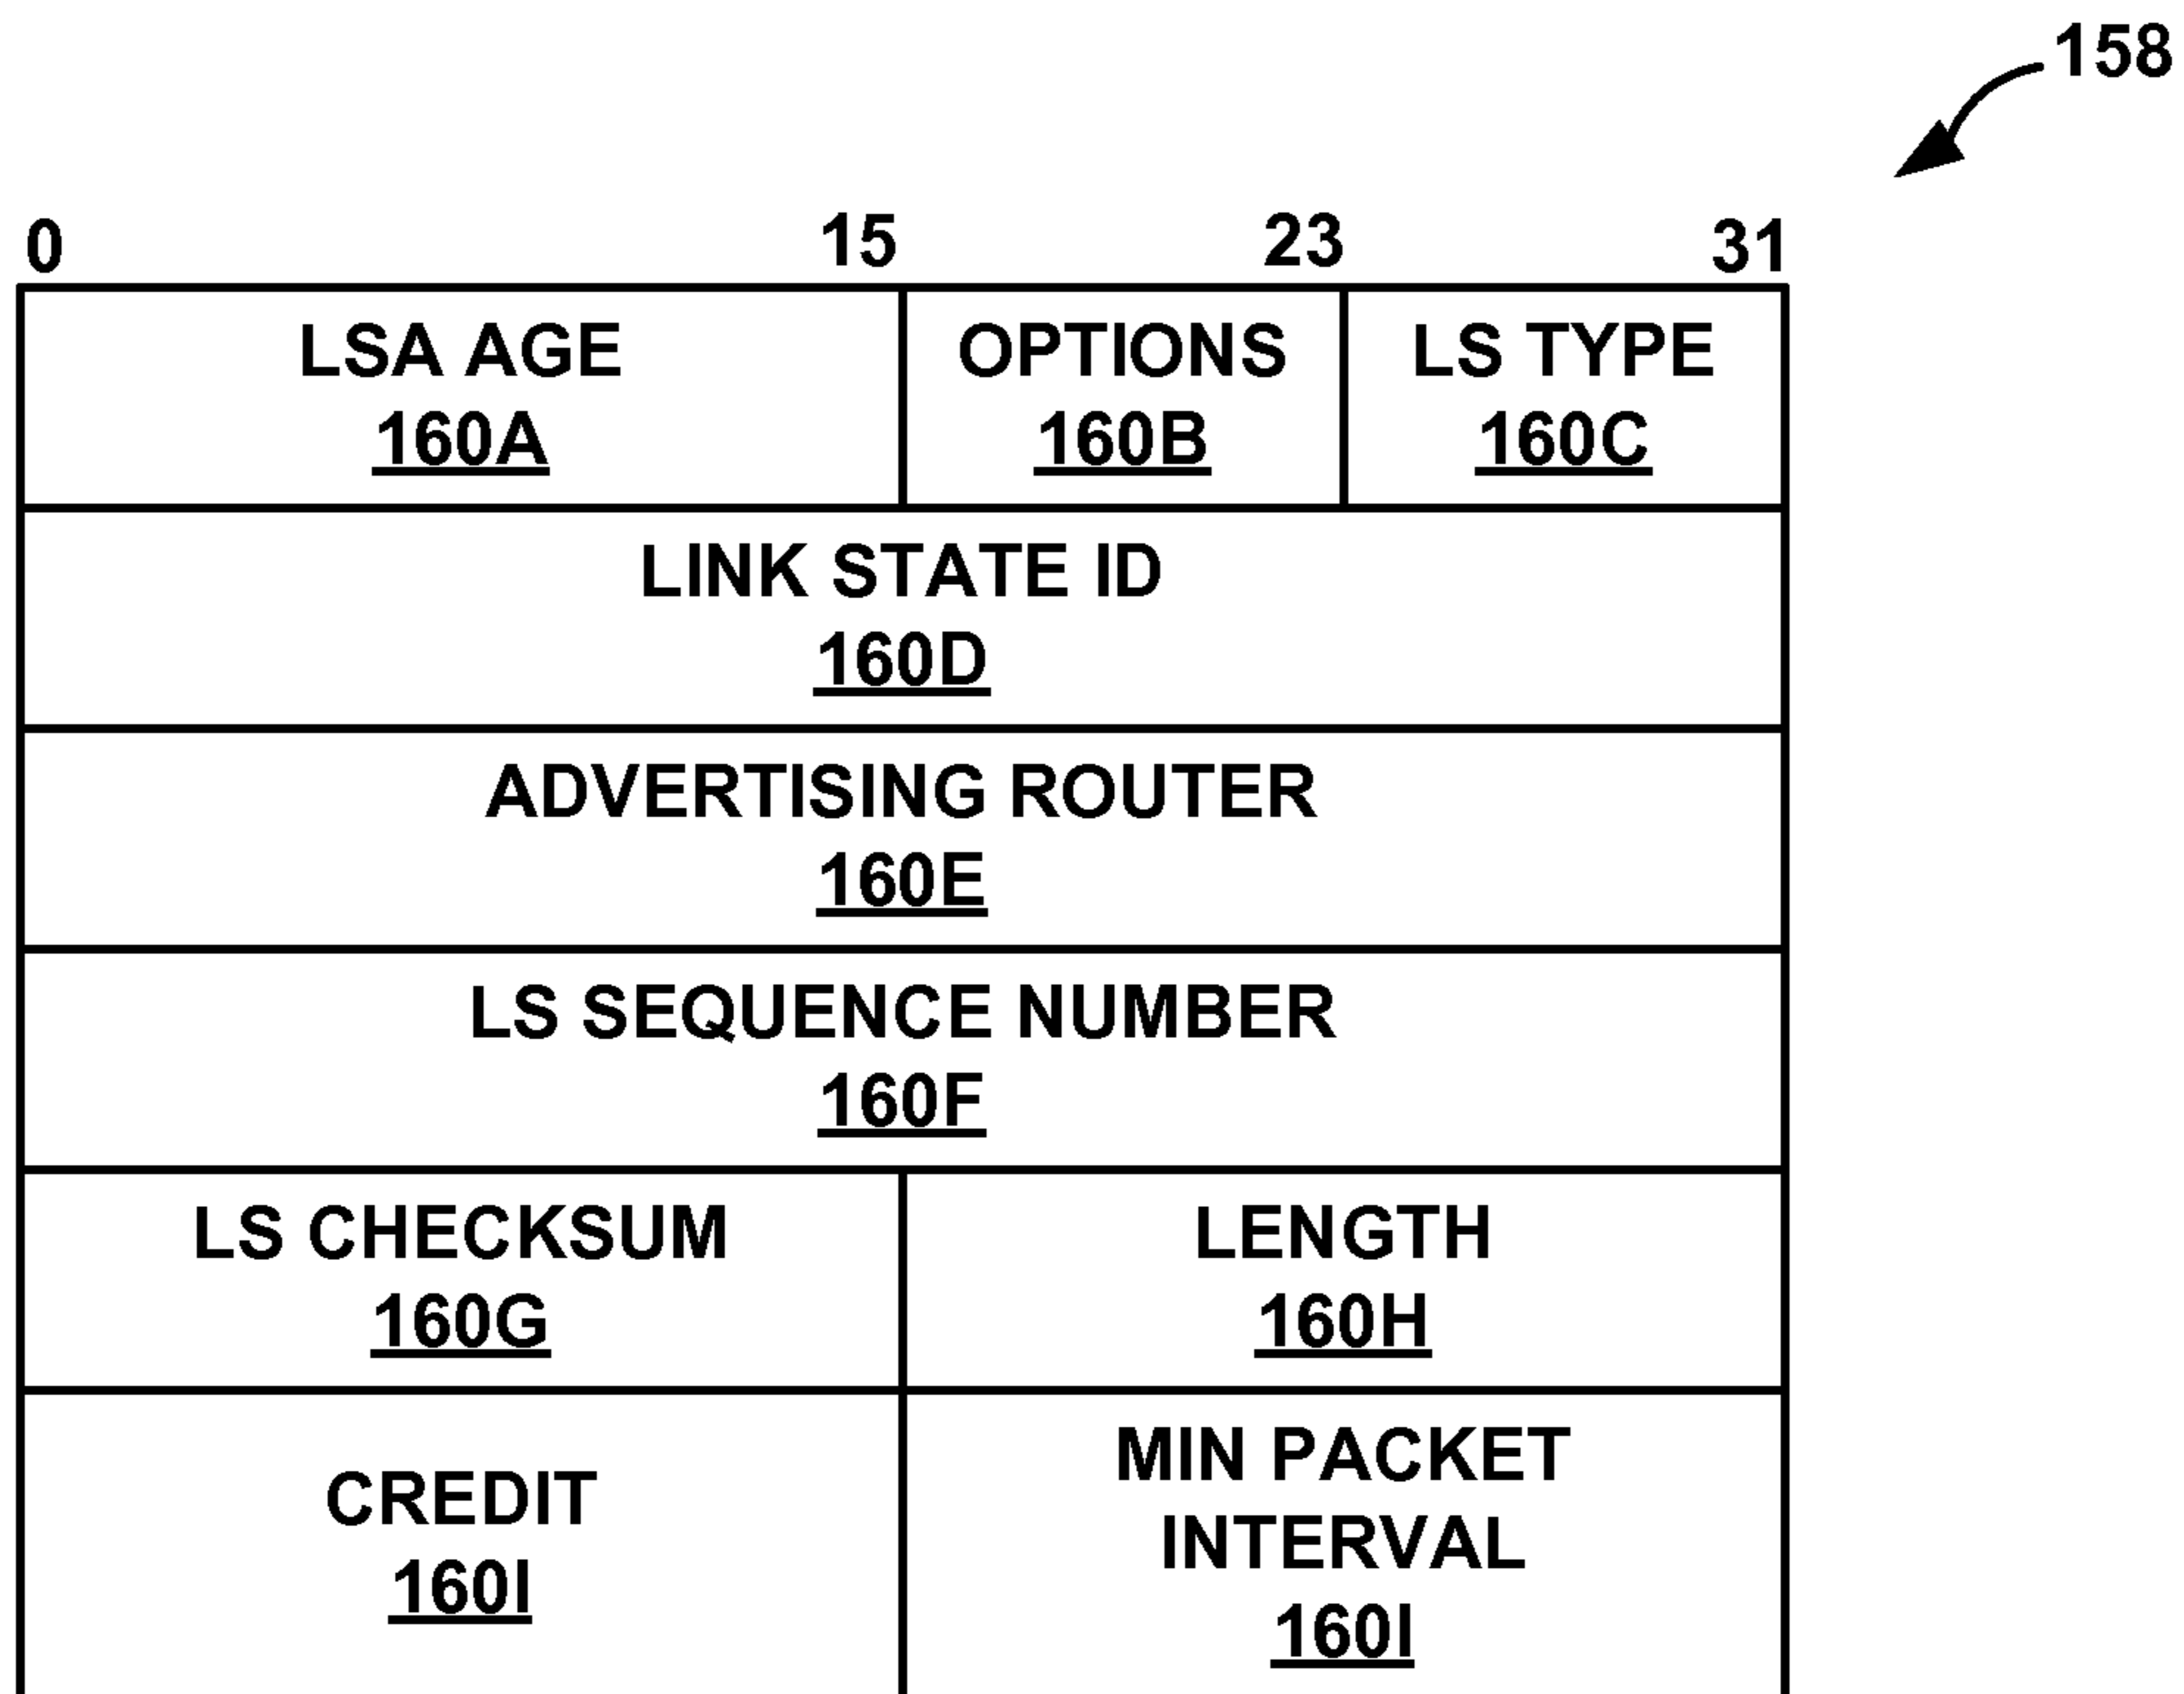 158
0 15 23 31
LSA AGE
160A
OPTIONS
160B
LS TYPE
160C
LINK STATE ID
160D
ADVERTISING ROUTER
160E
LS SEQUENCE NUMBER
160F
LS CHECKSUM
160G
LENGTH
160H
CREDIT
160I
MIN PACKET
INTERVAL
160I